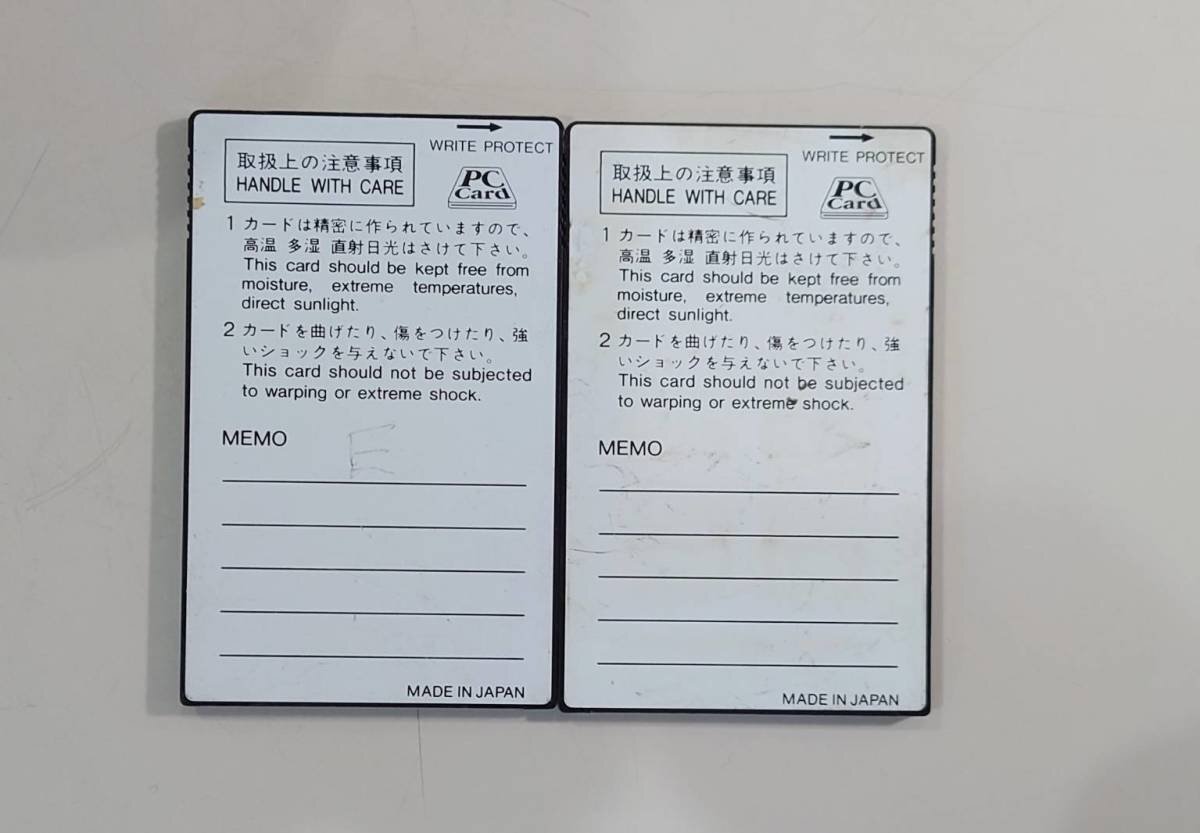 WRITE PROTECT
取扱上の注意事項
HANDLE WITH CARE
PC
Card
1 カードは精密に作られていますので、
高温 多湿 直射日光はさけて下さい。
This card should be kept free from
moisture, extreme temperatures,
direct sunlight.
2 カードを曲げたり、傷をつけたり、強
いショックを与えないで下さい。
This card should not be subjected
to warping or extreme shock.
MEMO
E
MADE IN JAPAN
WRITE PROTECT
取扱上の注意事項
HANDLE WITH CARE
PC
Card
1 カードは精密に作られていますので、
高温 多湿 直射日光はさけて下さい。
This card should be kept free from
moisture, extreme temperatures,
direct sunlight.
2 カードを曲げたり、傷をつけたり、強
いショックを与えないで下さい。
This card should not be subjected
to warping or extreme shock.
MEMO
MADE IN JAPAN